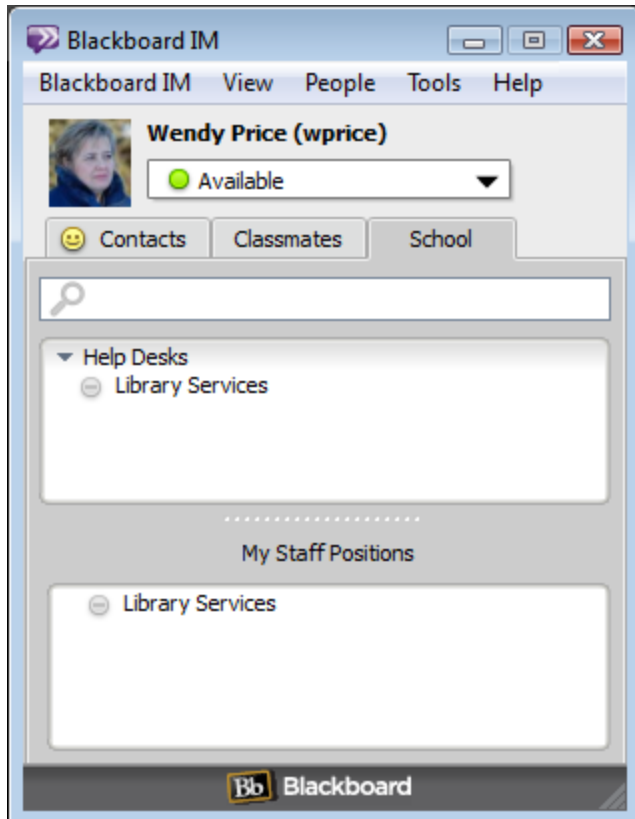 Blackboard IM
Blackboard IM View People Tools Help
Wendy Price (wprice)
Available
Contacts Classmates School
Help Desks
Library Services
My Staff Positions
Library Services
Bb Blackboard